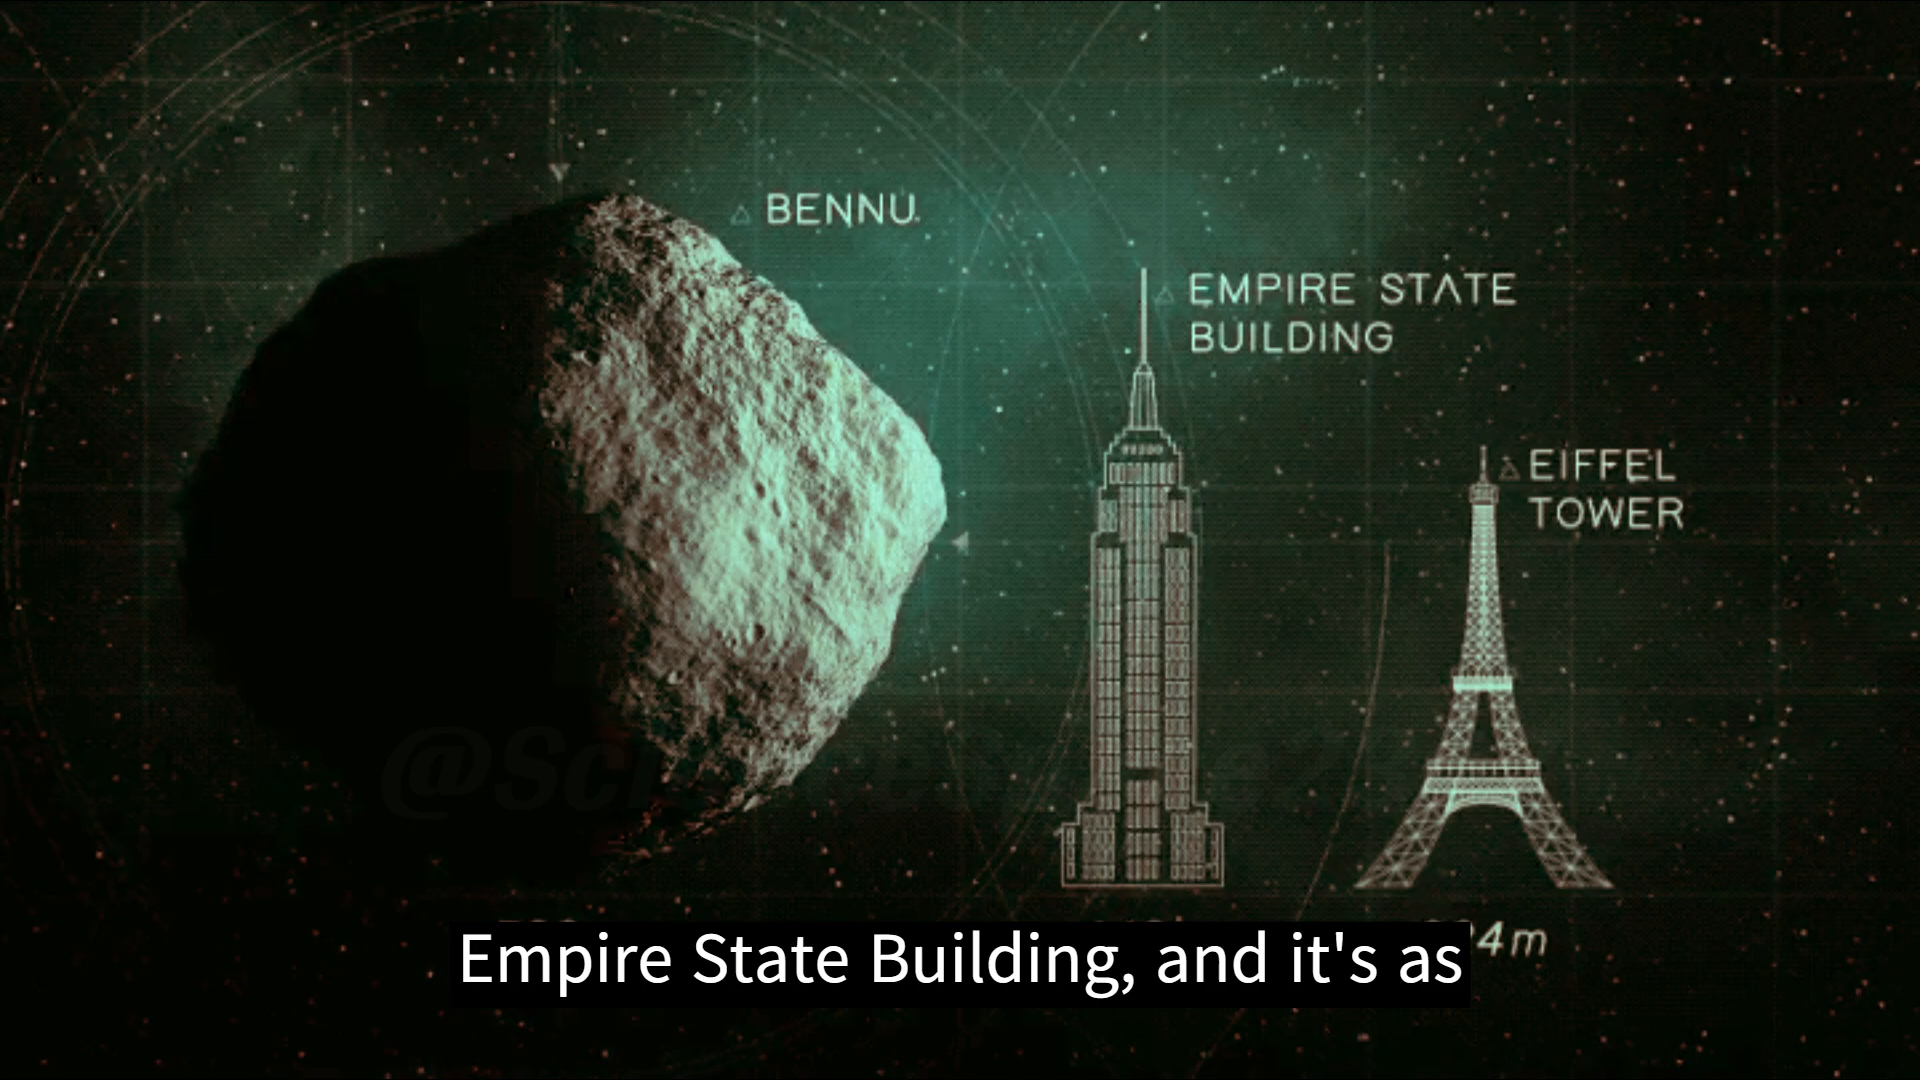 BENNU
EMPIRE STATE
BUILDING
EIFFEL
TOWER
Empire State Building, and it's as